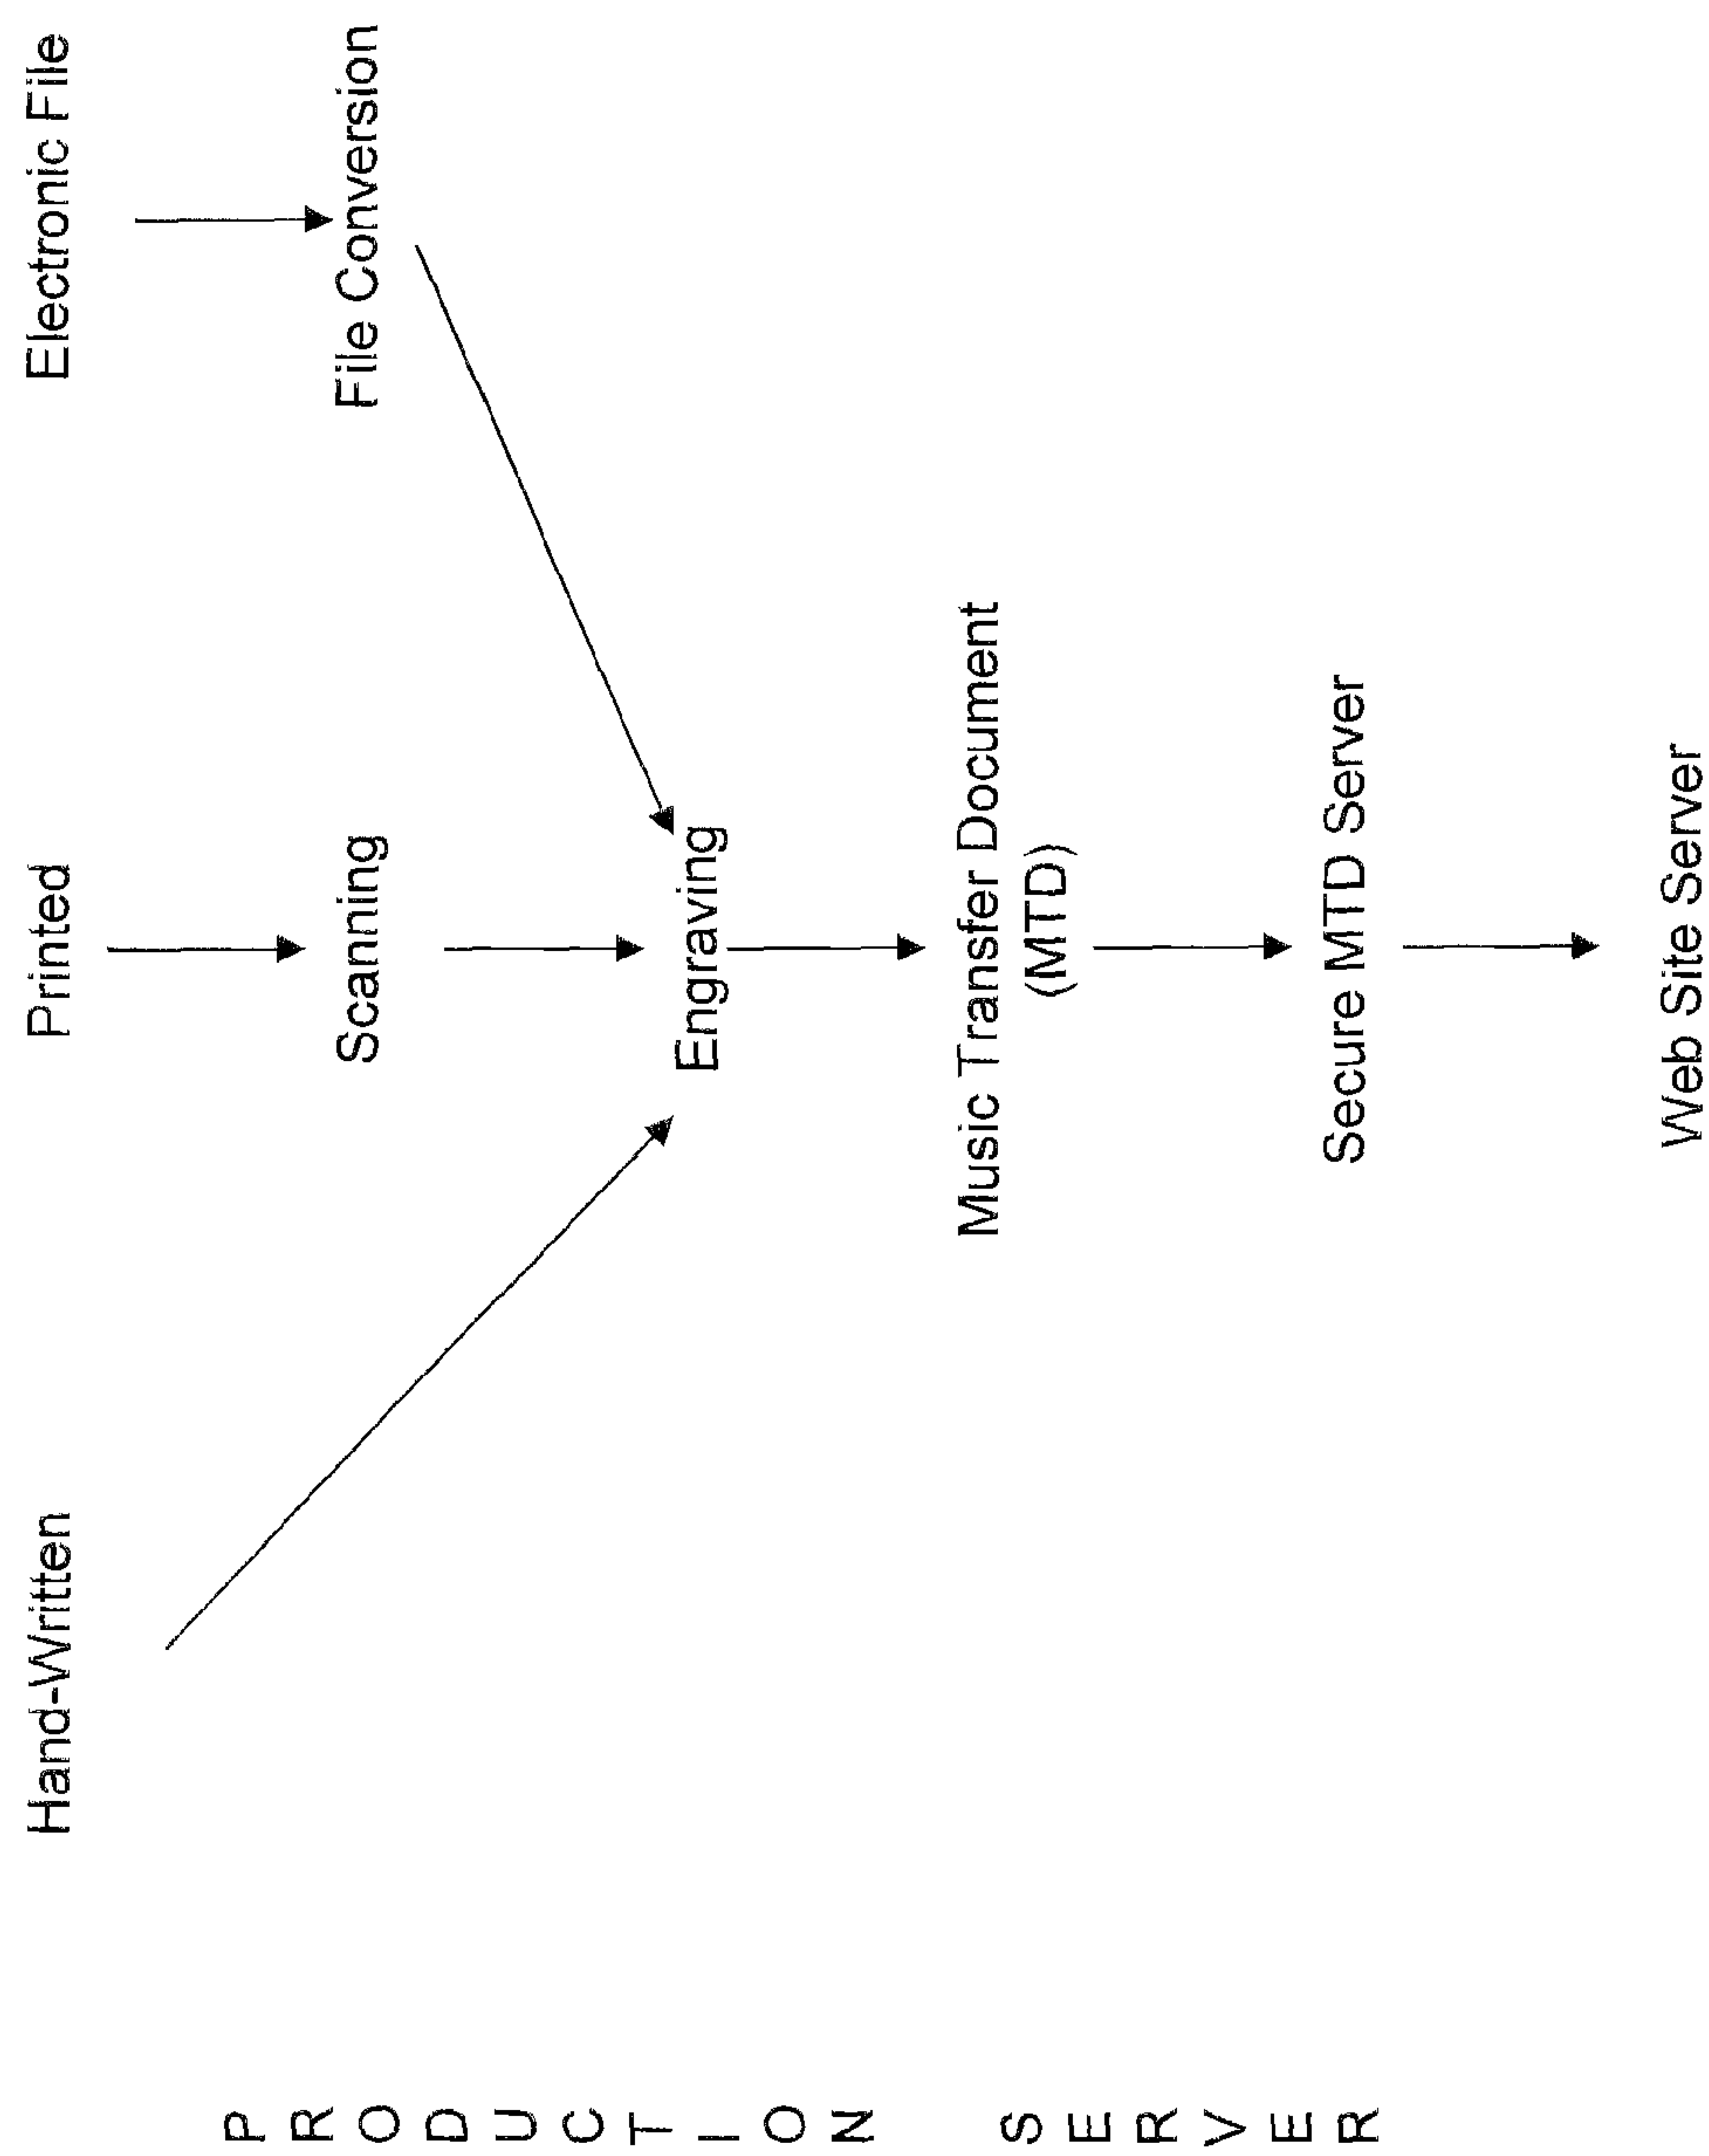 Hand-Written
Printed
Electronic File
Scanning
File Conversion
Engraving
Music Transfer Document
(MTD)
Secure MTD Server
Web Site Server
PRODUCTION SERVER